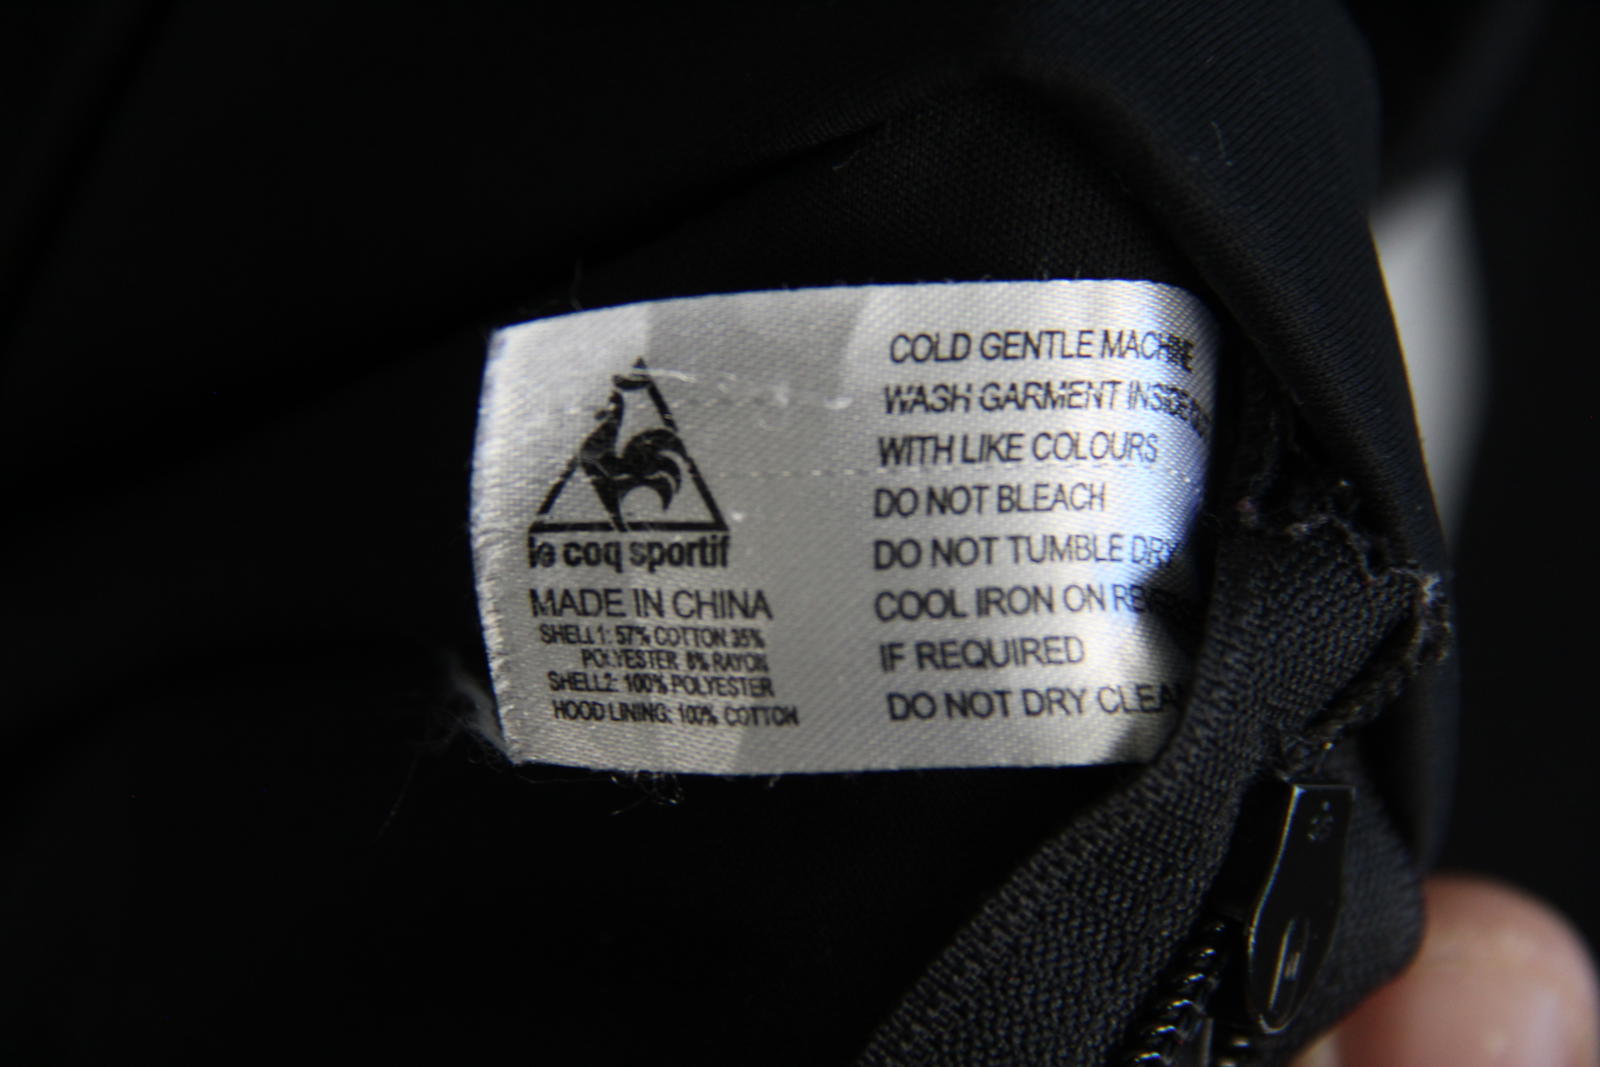 le coq sportif
MADE IN CHINA
SHELL1: 57% COTTON 35%
POLYESTER 8% RAYON
SHELL2: 100% POLYESTER
HOOD LINING: 100% COTTON
COLD GENTLE MACHINE
WASH GARMENT INSIDE
WITH LIKE COLOURS
DO NOT BLEACH
DO NOT TUMBLE DRY
COOL IRON ON
IF REQUIRED
DO NOT DRY